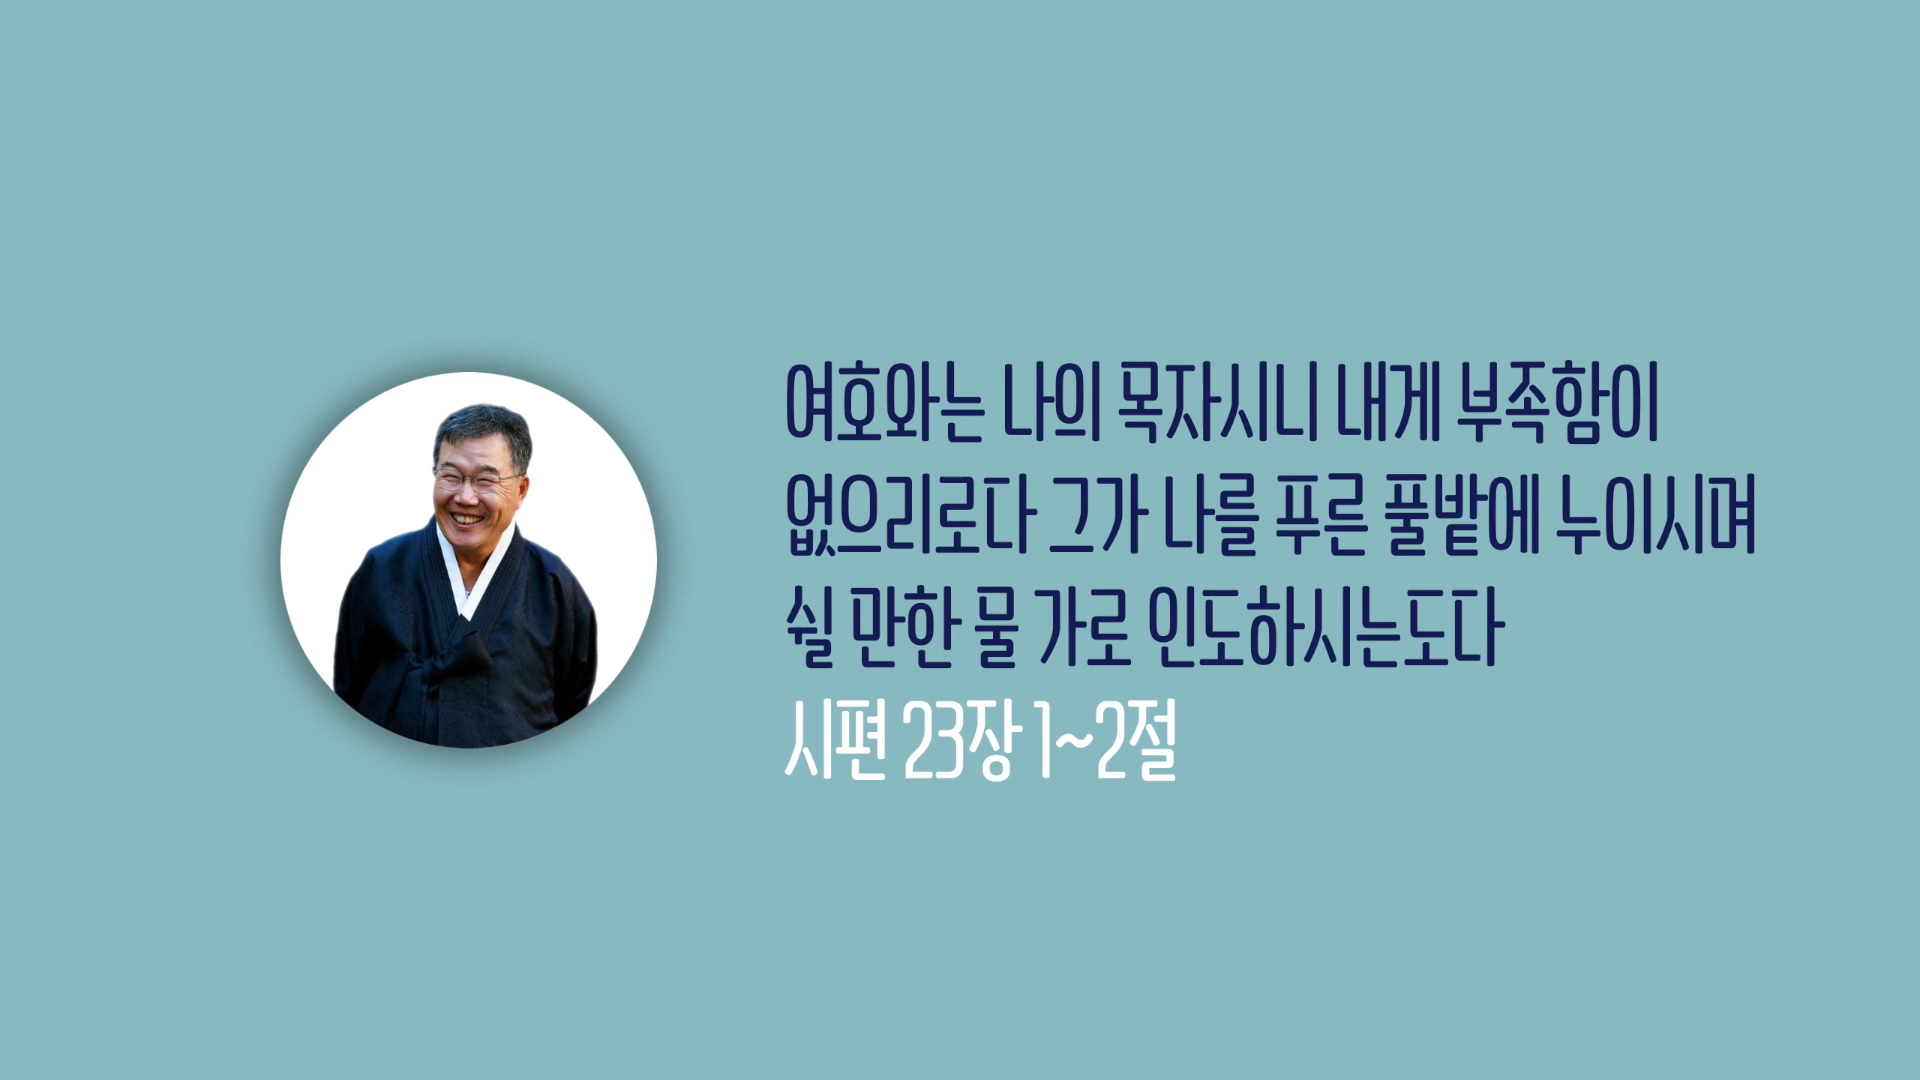 여호와는 나의 목자시니 내게 부족함이
없으리로다 그가 나를 푸른 풀밭에 누이시며
쉴 만한 물 가로 인도하시는도다
시편 23장 1~2절